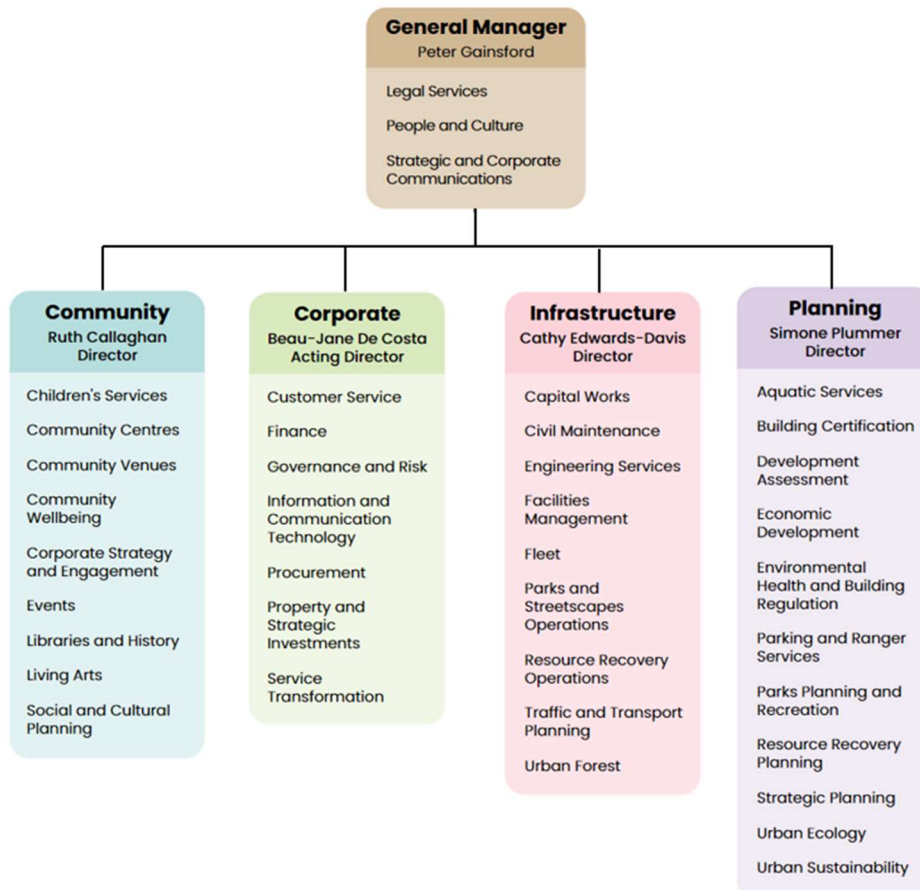 General Manager
Peter Gainsford
Legal Services
People and Culture
Strategic and Corporate
Communications
Community
Ruth Callaghan
Director
Children's Services
Community Centres
Community Venues
Community
Wellbeing
Corporate Strategy
and Engagement
Events
Libraries and History
Living Arts
Social and Cultural
Planning
Corporate
Beau-Jane De Costa
Acting Director
Customer Service
Finance
Governance and Risk
Information and
Communication
Technology
Procurement
Property and
Strategic
Investments
Service
Transformation
Infrastructure
Cathy Edwards-Davis
Director
Capital Works
Civil Maintenance
Engineering Services
Facilities
Management
Fleet
Parks and
Streetscapes
Operations
Resource Recovery
Operations
Traffic and Transport
Planning
Urban Forest
Planning
Simone Plummer
Director
Aquatic Services
Building Certification
Development
Assessment
Economic
Development
Environmental
Health and Building
Regulation
Parking and Ranger
Services
Parks Planning and
Recreation
Resource Recovery
Planning
Strategic Planning
Urban Ecology
Urban Sustainability